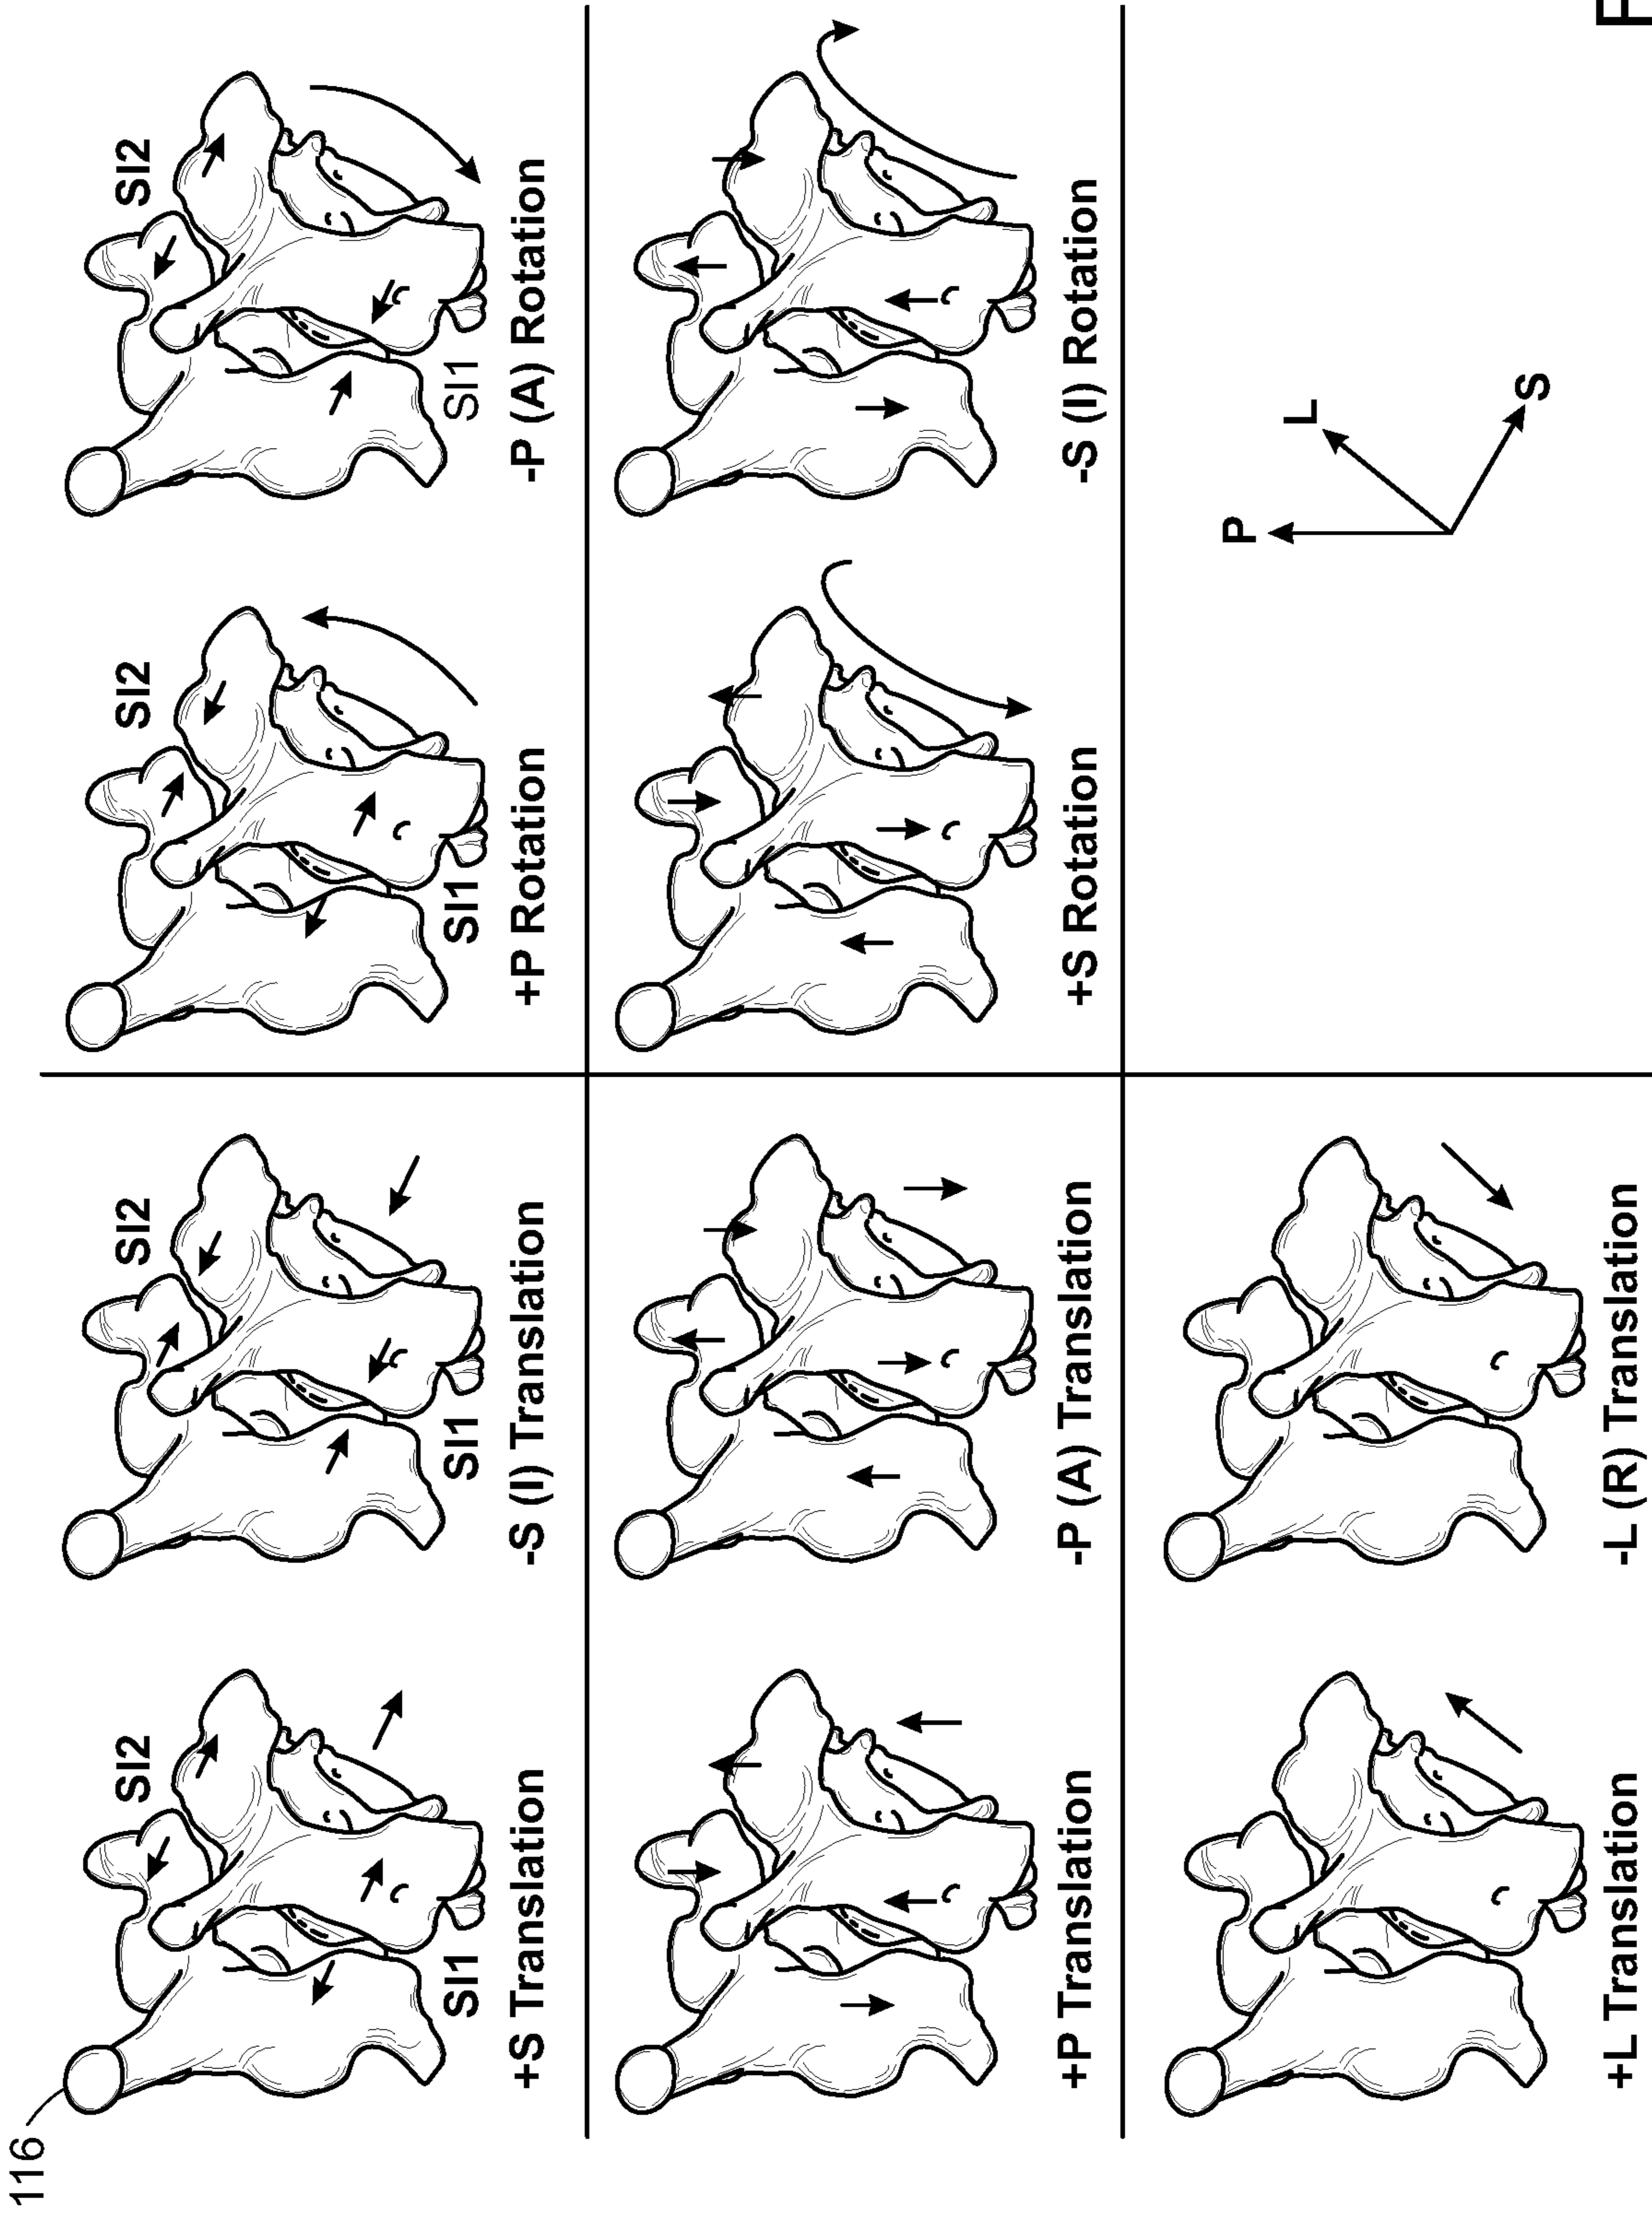 116
SI2 SI2 SI2 SI2
SI1 SI1 SI1 SI1
+S Translation -S (I) Translation +P Rotation -P (A) Rotation
+P Translation -P (A) Translation +S Rotation -S (I) Rotation
P
L
S
+L Translation -L (R) Translation